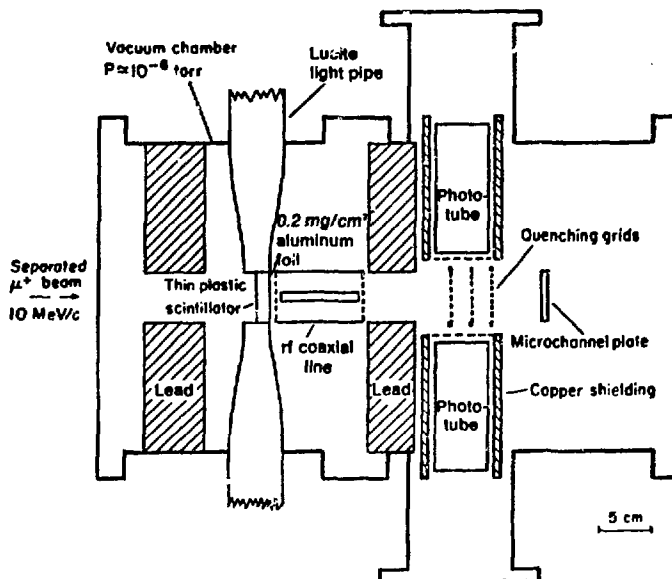 Vacuum chamber
P≃10⁻⁶ torr
Lucite
light pipe
0.2 mg/cm²
aluminum
foil
Photo-
tube
Quenching grids
Separated
μ⁺ beam
10 MeV/c
Thin plastic
scintillator
rf coaxial
line
Microchannel plate
Lead
Lead
Photo-
tube
Copper shielding
5 cm